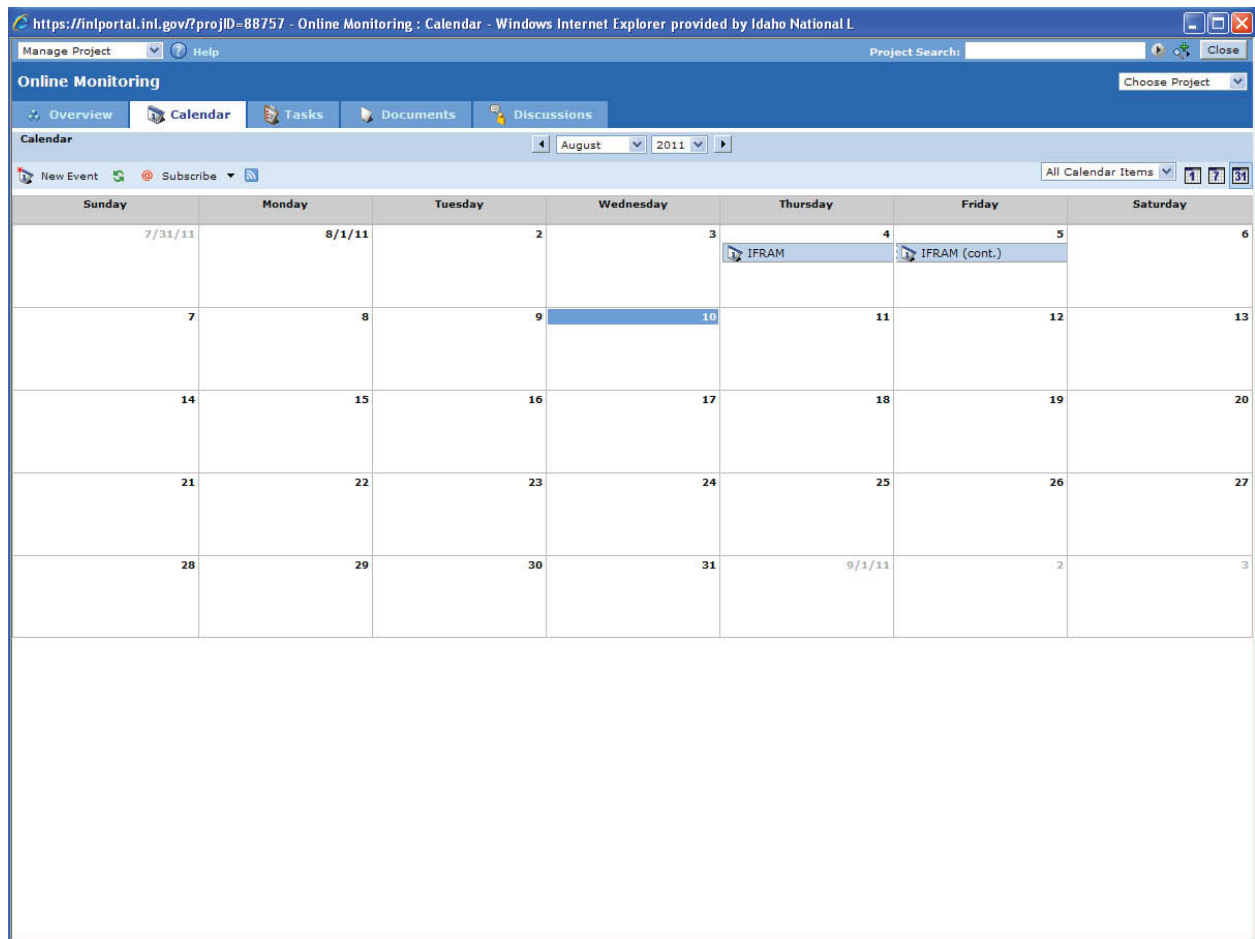 https://inlportal.inl.gov/?projID=88757 - Online Monitoring : Calendar - Windows Internet Explorer provided by Idaho National L
Manage Project Help Project Search: Close
Online Monitoring Choose Project
Overview Calendar Tasks Documents Discussions
Calendar August 2011
New Event Subscribe All Calendar Items 1 7 31
Sunday Monday Tuesday Wednesday Thursday Friday Saturday
7/31/11 8/1/11 2 3 4 5 6
IFRAM IFRAM (cont.)
7 8 9 10 11 12 13
14 15 16 17 18 19 20
21 22 23 24 25 26 27
28 29 30 31 9/1/11 2 3